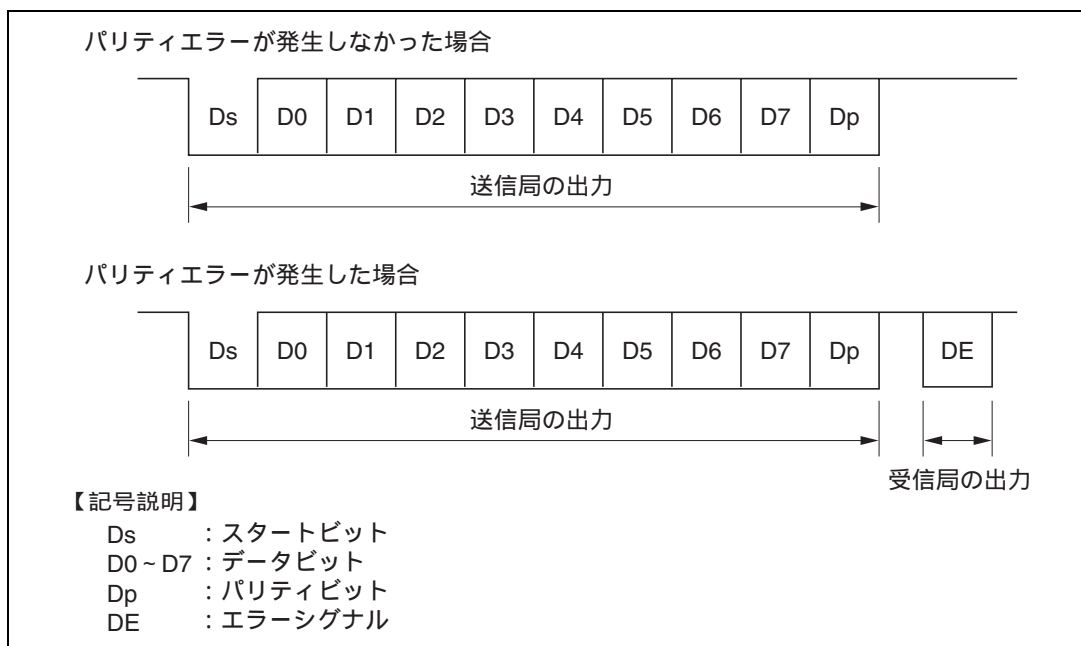 パリティエラーが発生しなかった場合
Ds D0 D1 D2 D3 D4 D5 D6 D7 Dp
送信局の出力
パリティエラーが発生した場合
Ds D0 D1 D2 D3 D4 D5 D6 D7 Dp DE
送信局の出力
受信局の出力
【記号説明】
Ds :スタートビット
D0~D7 :データビット
Dp :パリティビット
DE :エラーシグナル